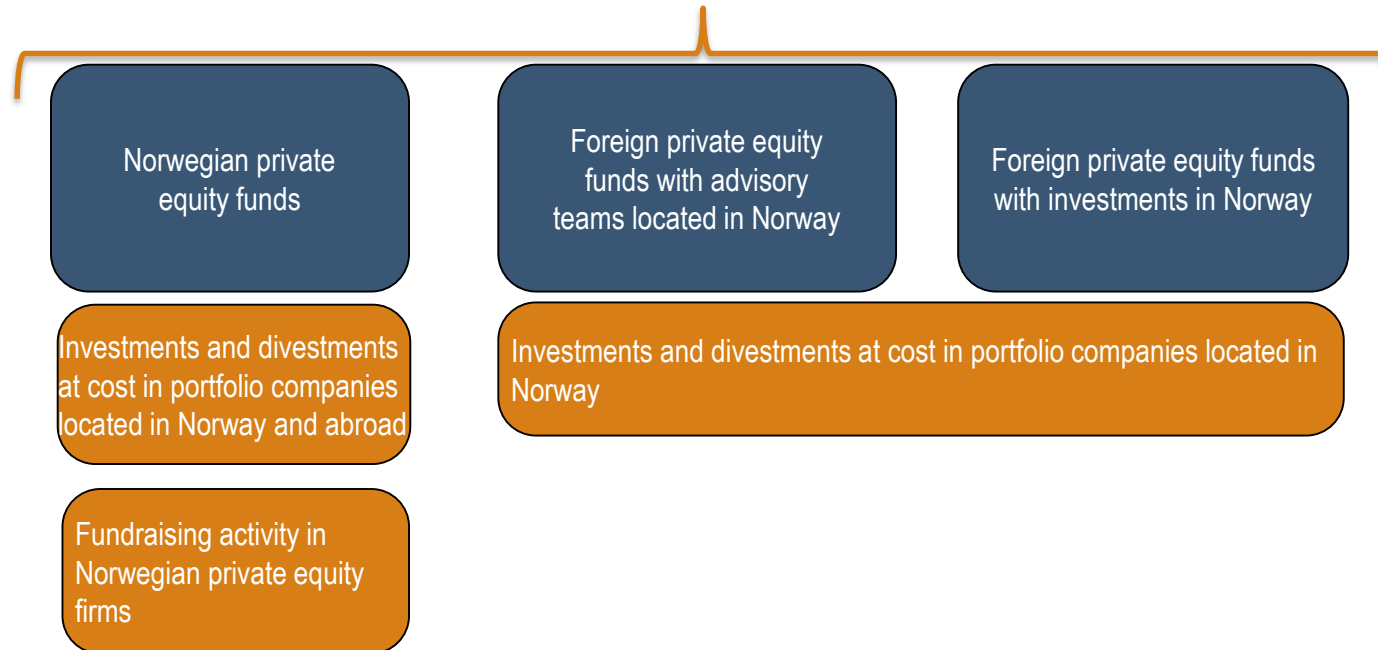 Norwegian private
equity funds
Foreign private equity
funds with advisory
teams located in Norway
Foreign private equity funds
with investments in Norway
Investments and divestments
at cost in portfolio companies
located in Norway and abroad
Investments and divestments at cost in portfolio companies located in
Norway
Fundraising activity in
Norwegian private equity
firms